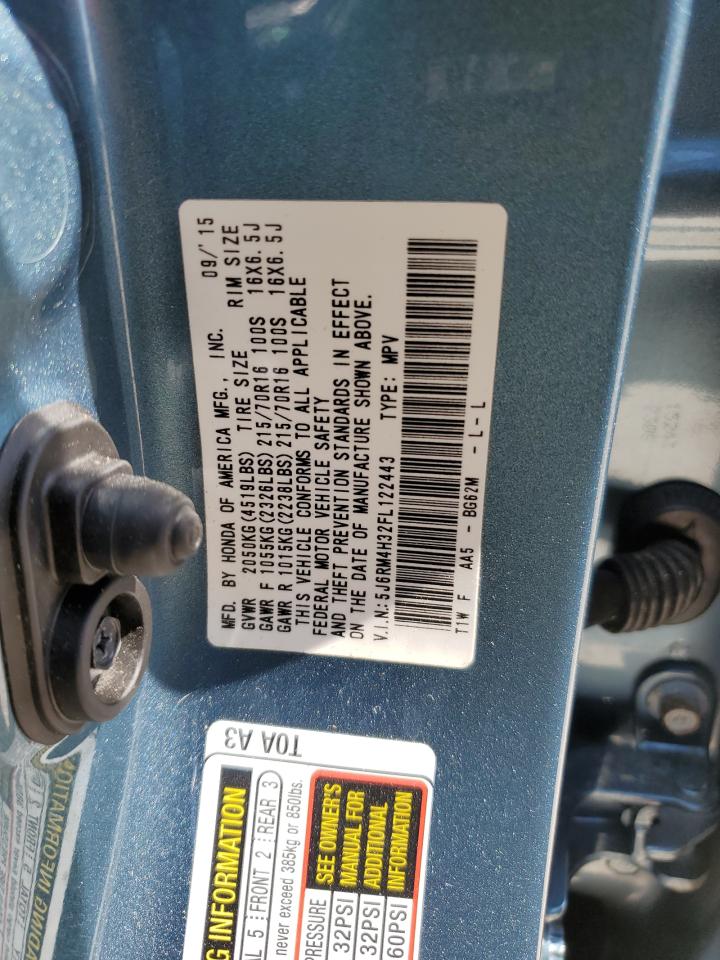 MFD. BY HONDA OF AMERICA MFG., INC. 09/'15
GVWR 2050KG(4519LBS) TIRE SIZE RIM SIZE
GAWR F 1055KG(2328LBS)215/70R16 100S 16X6.5J
GAWR R 1015KG(2238LBS)215/70R16 100S 16X6.5J
THIS VEHICLE CONFORMS TO ALL APPLICABLE
FEDERAL MOTOR VEHICLE SAFETY
AND THEFT PREVENTION STANDARDS IN EFFECT
ON THE DATE OF MANUFACTURE SHOWN ABOVE.
V.I.N:5J6RM4H32FL122443 TYPE: MPV
T1W F AA5 - BG62M - L - L
T0A A3
INFORMATION
5 FRONT 2 REAR 3
never exceed 385kg or 850lbs.
PRESSURE
SEE OWNER'S
MANUAL FOR
ADDITIONAL
INFORMATION
32PSI
32PSI
60PSI